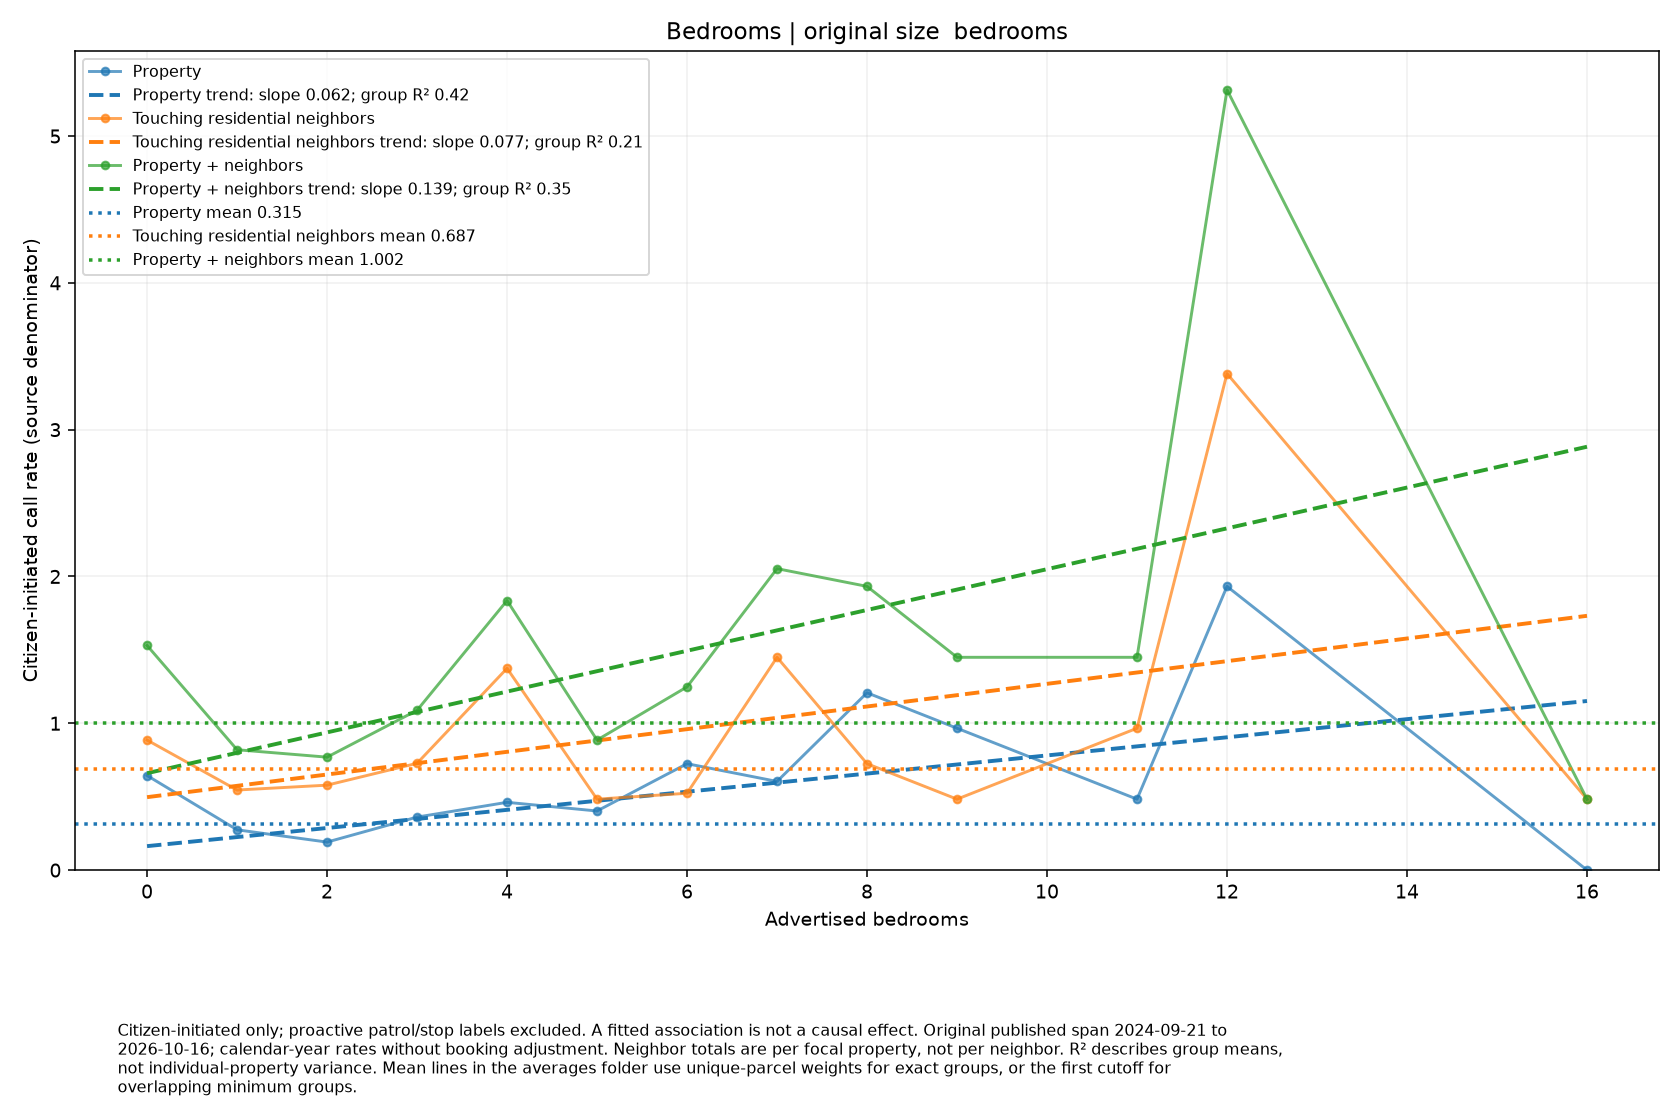 Bedrooms | original size  bedrooms
Property
Property trend: slope 0.062; group R² 0.42
Touching residential neighbors
Touching residential neighbors trend: slope 0.077; group R² 0.21
Property + neighbors
Property + neighbors trend: slope 0.139; group R² 0.35
Property mean 0.315
Touching residential neighbors mean 0.687
Property + neighbors mean 1.002
Citizen-initiated call rate (source denominator)
5
4
3
2
1
0
0 2 4 6 8 10 12 14 16
Advertised bedrooms
Citizen-initiated only; proactive patrol/stop labels excluded. A fitted association is not a causal effect. Original published span 2024-09-21 to
2026-10-16; calendar-year rates without booking adjustment. Neighbor totals are per focal property, not per neighbor. R² describes group means,
not individual-property variance. Mean lines in the averages folder use unique-parcel weights for exact groups, or the first cutoff for
overlapping minimum groups.